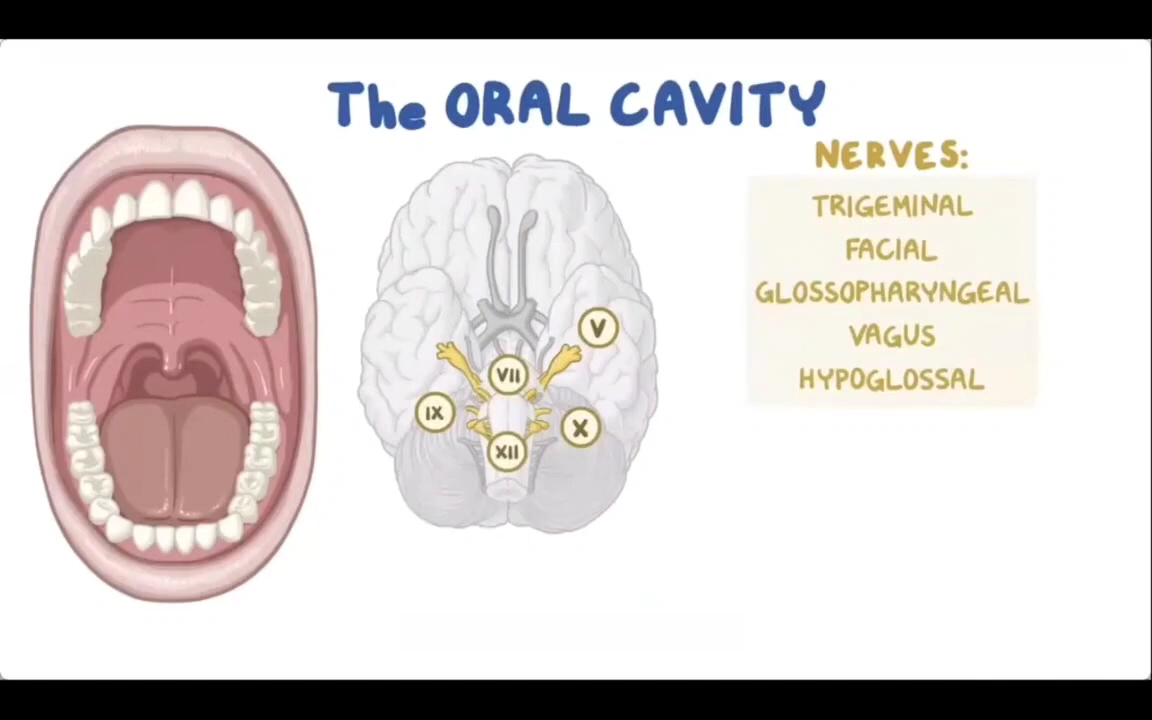 The ORAL CAVITY
NERVES:
TRIGEMINAL
FACIAL
GLOSSOPHARYNGEAL
VAGUS
HYPOGLOSSAL
V
VII
IX
X
XII